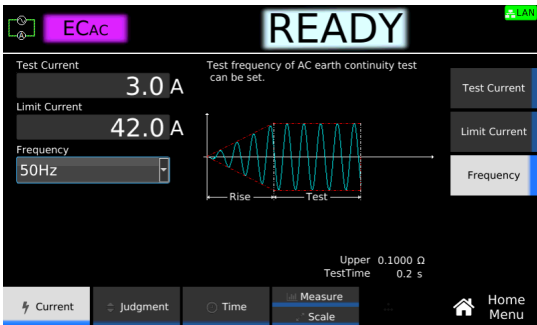 LAN
ECAC
READY
Test Current
3.0 A
Limit Current
42.0 A
Frequency
50Hz
Test frequency of AC earth continuity test
can be set.
Rise
Test
Upper 0.1000 Ω
TestTime 0.2 s
Test Current
Limit Current
Frequency
Current
Judgment
Time
Measure
Scale
Home
Menu